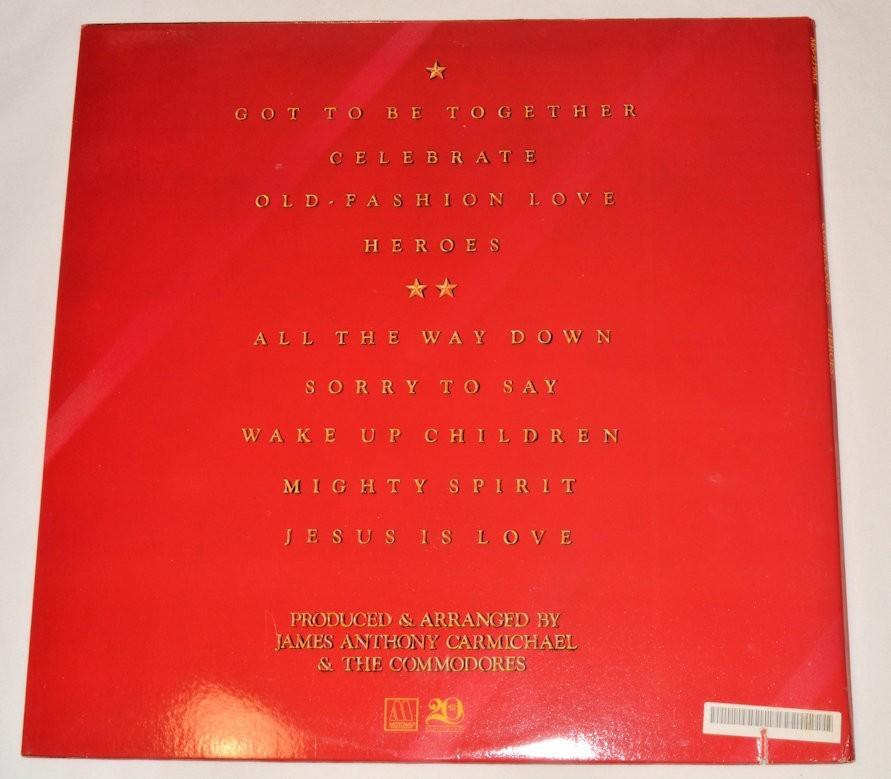 GOT TO BE TOGETHER
CELEBRATE
OLD-FASHION LOVE
HEROES
ALL THE WAY DOWN
SORRY TO SAY
WAKE UP CHILDREN
MIGHTY SPIRIT
JESUS IS LOVE
PRODUCED & ARRANGED BY
JAMES ANTHONY CARMICHAEL
& THE COMMODORES
20